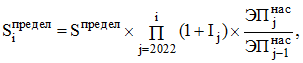 S_i^предел = S^предел × ∏_{j=2022}^{i} (1 + I_j) × ЭП_j^нас / ЭП_{j-1}^нас,